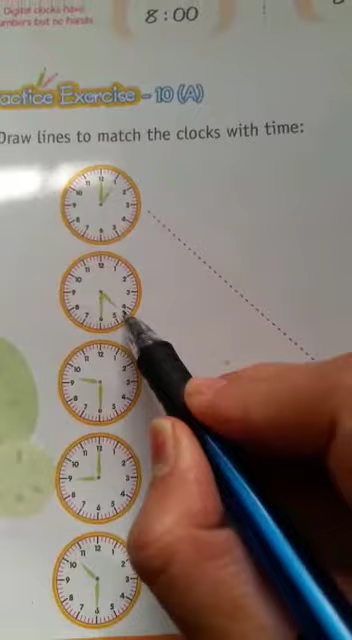 Digital clocks have
numbers but no hands
8:00
actice Exercise - 10 (A)
Draw lines to match the clocks with time: